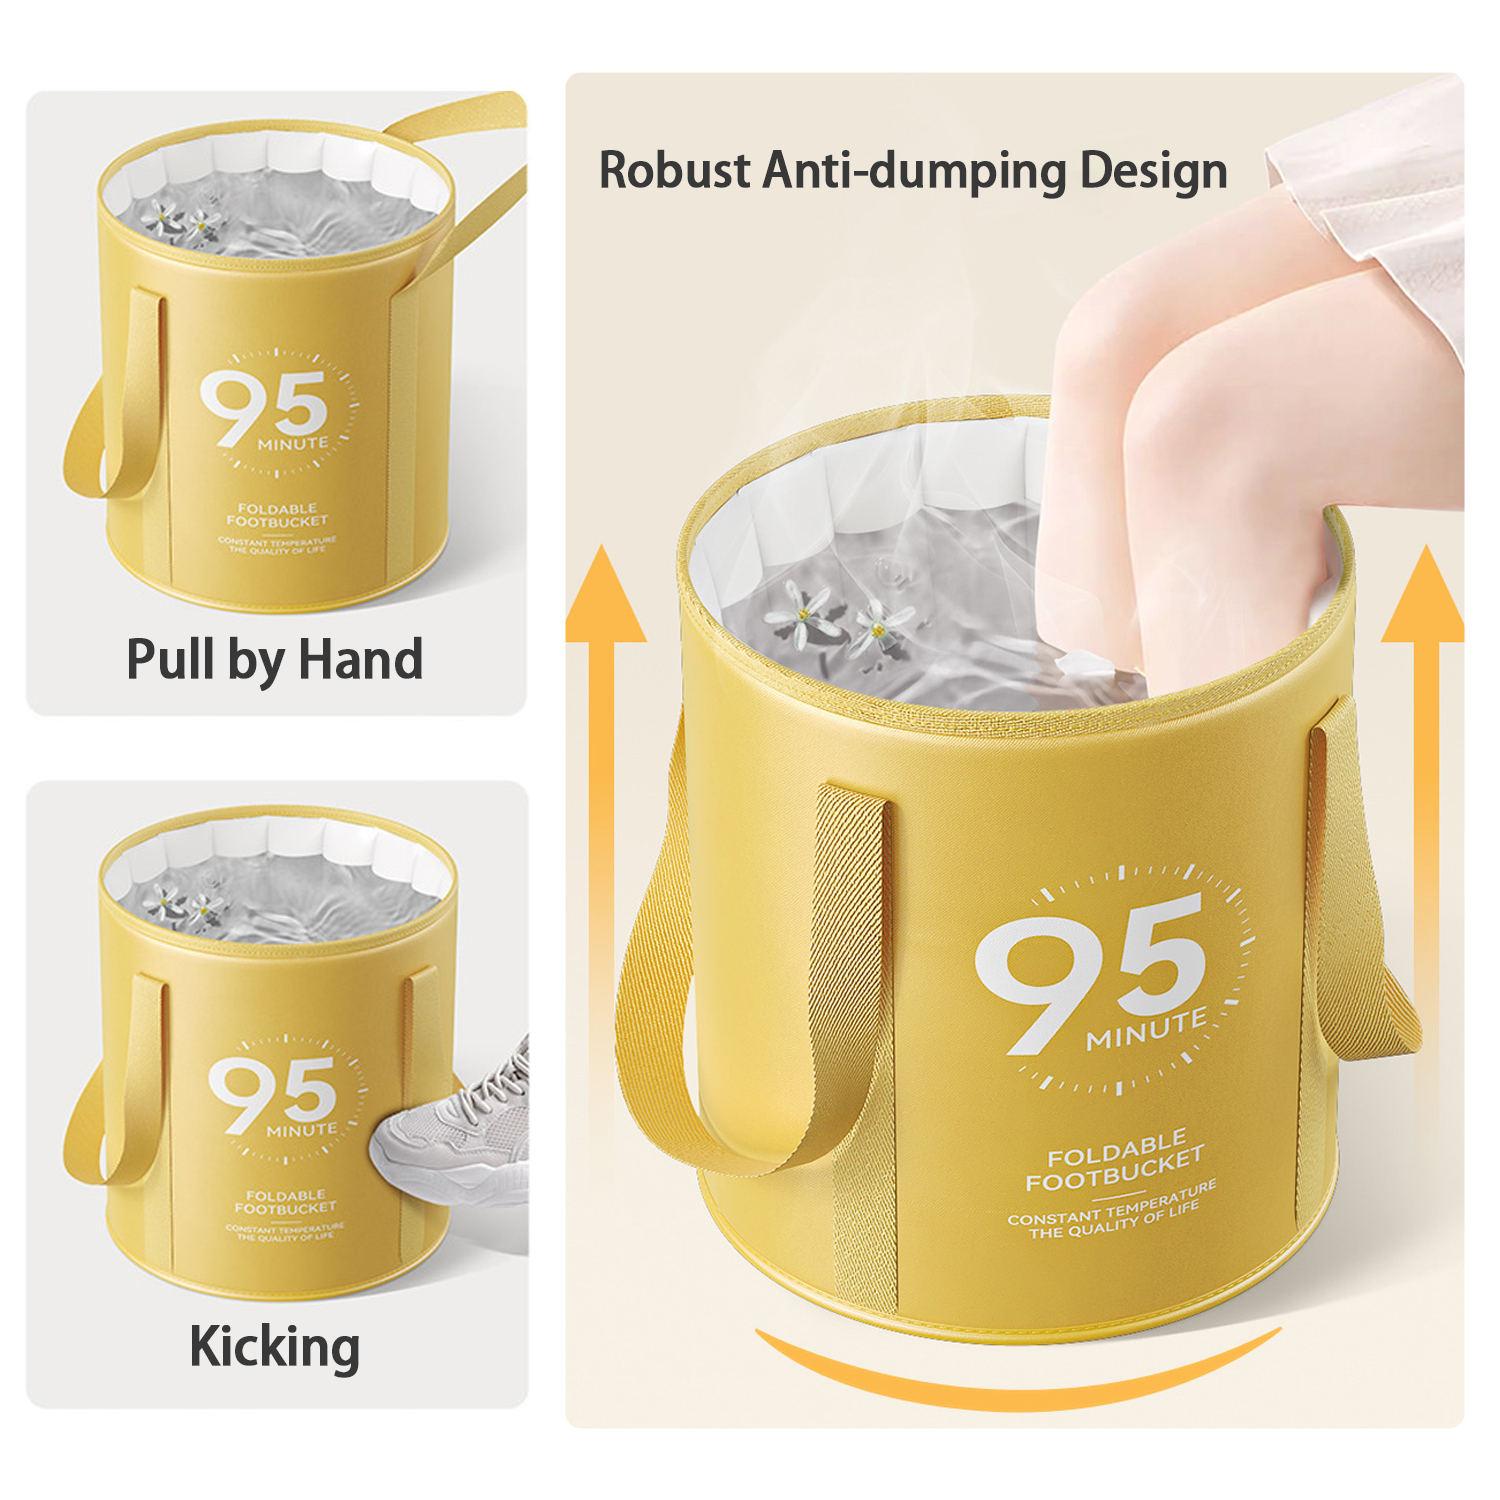 95
MINUTE
FOLDABLE
FOOTBUCKET
CONSTANT TEMPERATURE
THE QUALITY OF LIFE
Pull by Hand
95
MINUTE
FOLDABLE
FOOTBUCKET
CONSTANT TEMPERATURE
THE QUALITY OF LIFE
Kicking
Robust Anti-dumping Design
95
MINUTE
FOLDABLE
FOOTBUCKET
CONSTANT TEMPERATURE
THE QUALITY OF LIFE